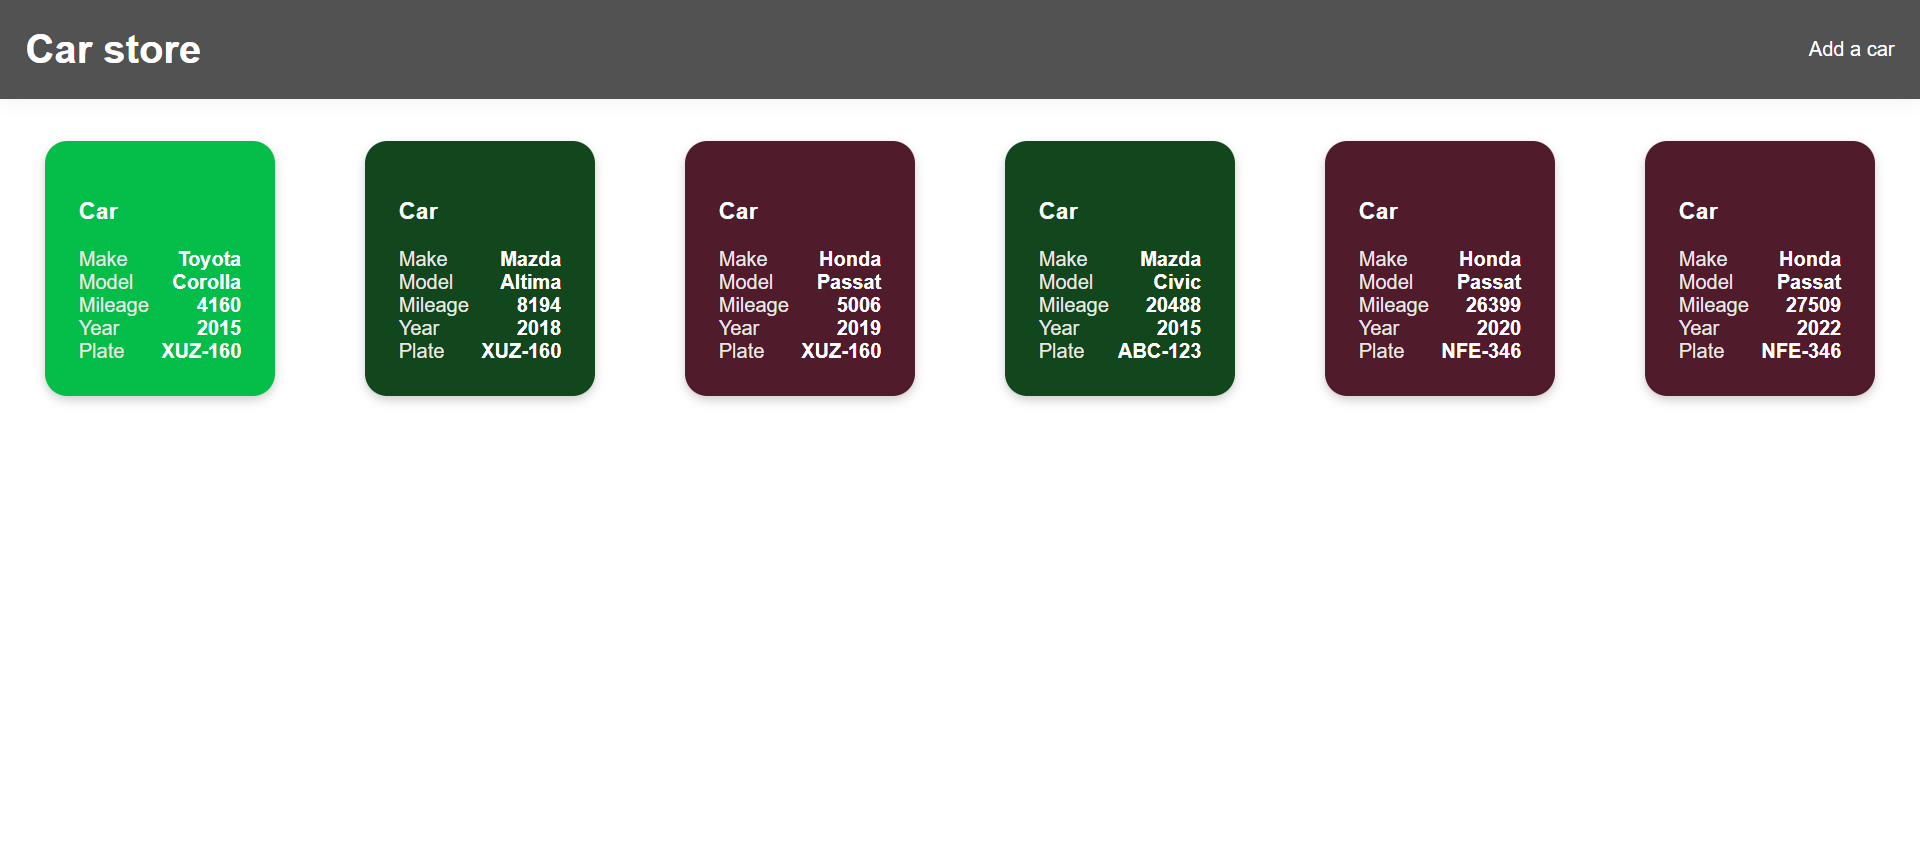 Car store
Add a car
Car
Make Toyota
Model Corolla
Mileage 4160
Year 2015
Plate XUZ-160
Car
Make Mazda
Model Altima
Mileage 8194
Year 2018
Plate XUZ-160
Car
Make Honda
Model Passat
Mileage 5006
Year 2019
Plate XUZ-160
Car
Make Mazda
Model Civic
Mileage 20488
Year 2015
Plate ABC-123
Car
Make Honda
Model Passat
Mileage 26399
Year 2020
Plate NFE-346
Car
Make Honda
Model Passat
Mileage 27509
Year 2022
Plate NFE-346